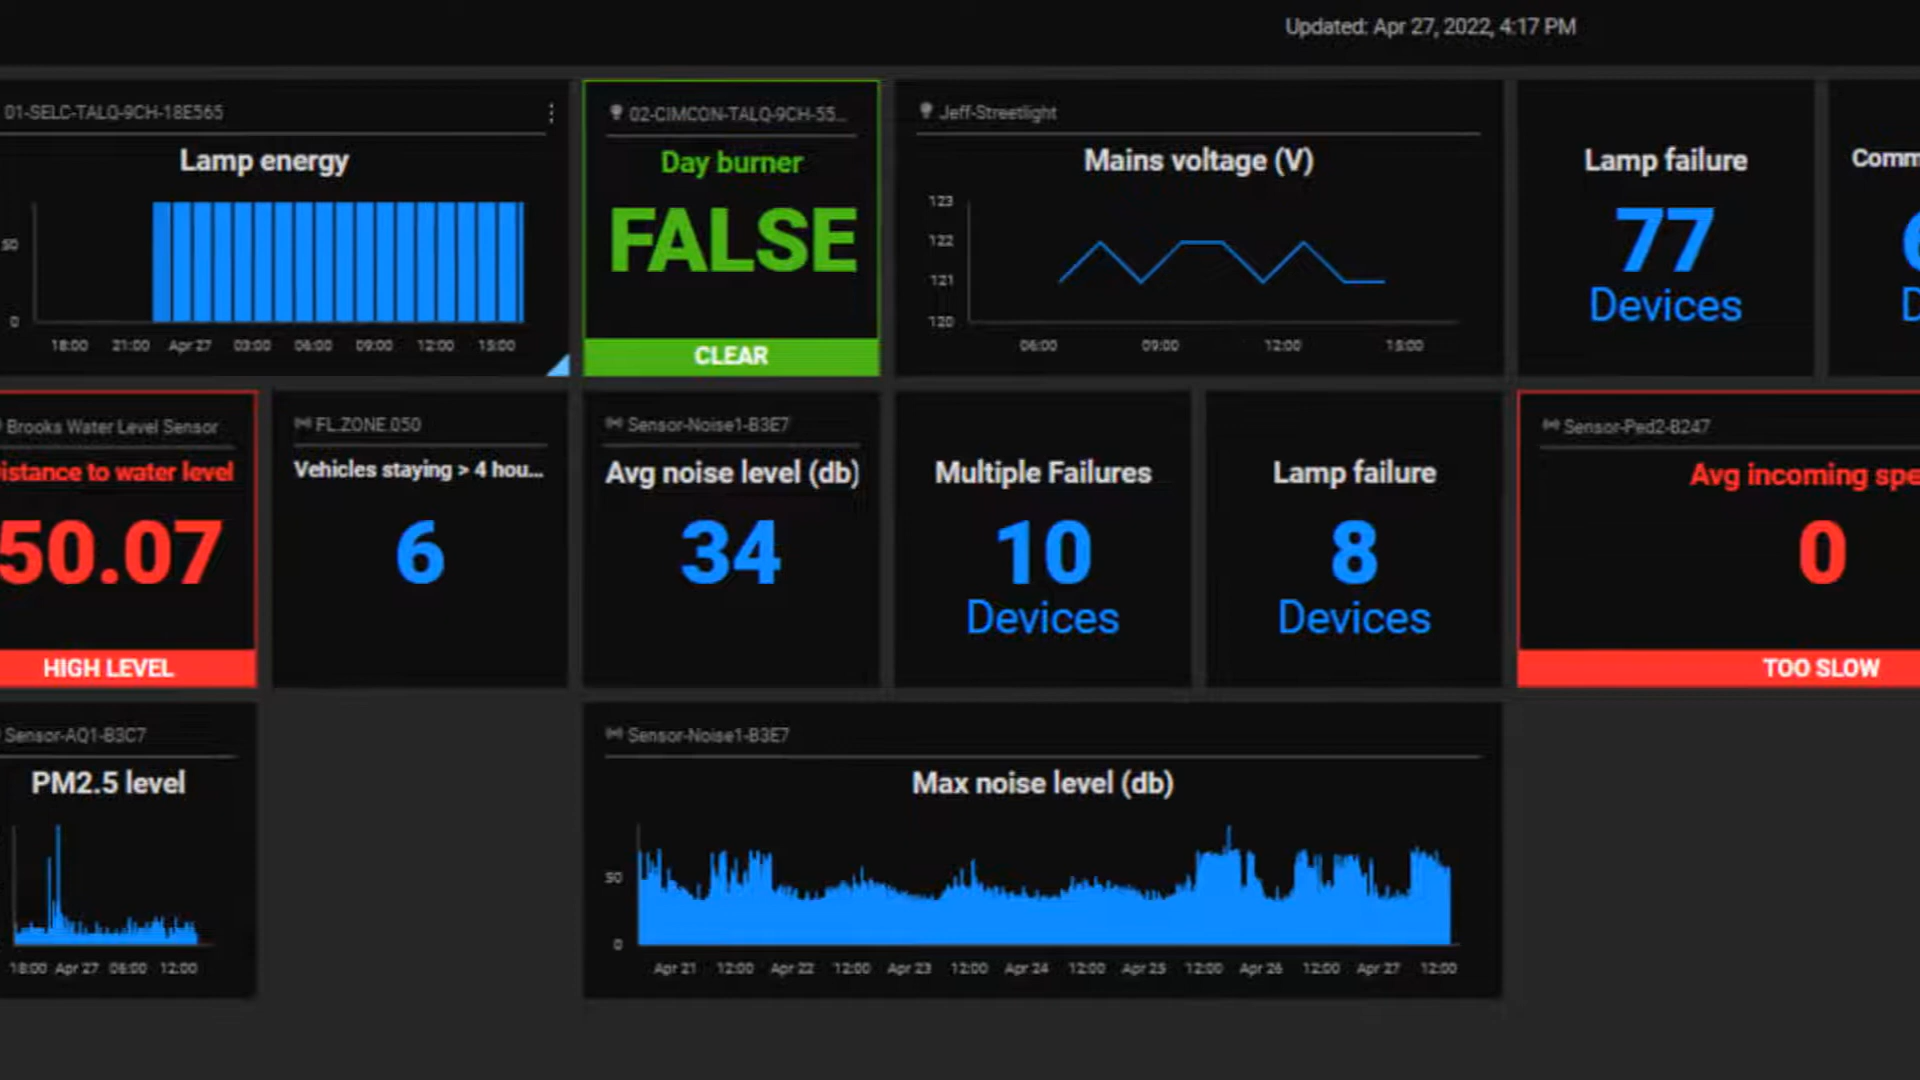 Updated: Apr 27, 2022, 4:17 PM
01-SELC-TALQ-9CH-18E565
Lamp energy
50
0
18:00 21:00 Apr 27 03:00 06:00 09:00 12:00 15:00
02-CIMCON-TALQ-9CH-55...
Day burner
FALSE
CLEAR
Jeff-Streetlight
Mains voltage (V)
123
122
121
120
06:00 09:00 12:00 15:00
Lamp failure
77
Devices
Comm
D
Brooks Water Level Sensor
istance to water level
50.07
HIGH LEVEL
FL.ZONE.050
Vehicles staying > 4 hou...
6
Sensor-Noise1-B3E7
Avg noise level (db)
34
Multiple Failures
10
Devices
Lamp failure
8
Devices
Sensor-Ped2-B247
Avg incoming spe
0
TOO SLOW
Sensor-AQ1-B3C7
PM2.5 level
18:00 Apr 27 06:00 12:00
Sensor-Noise1-B3E7
Max noise level (db)
50
0
Apr 21 12:00 Apr 22 12:00 Apr 23 12:00 Apr 24 12:00 Apr 25 12:00 Apr 26 12:00 Apr 27 12:00